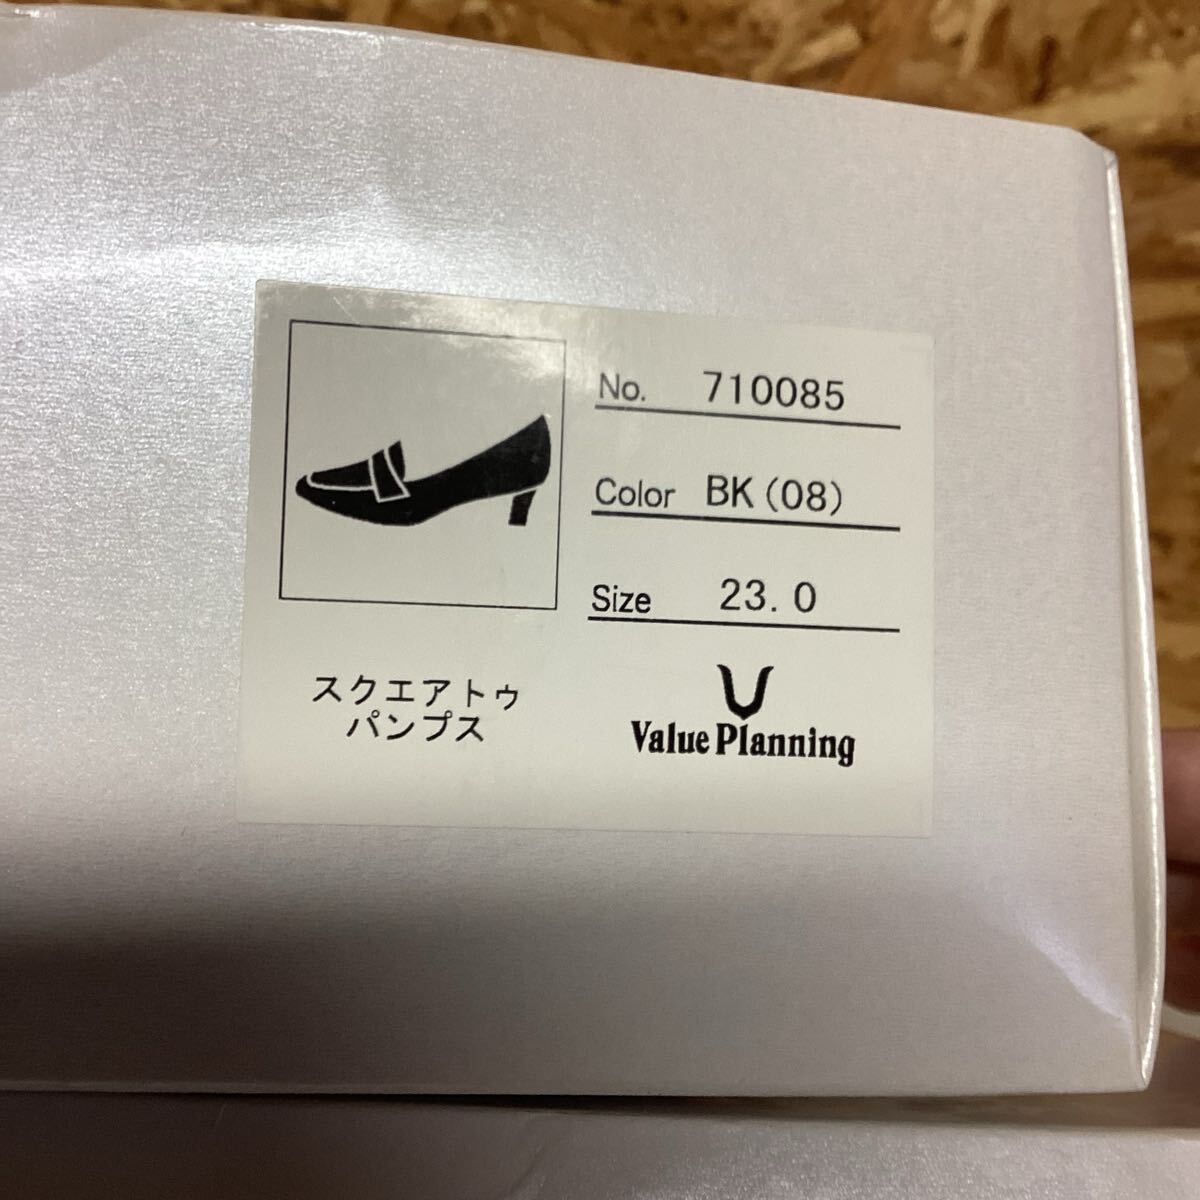 No. 710085
Color BK(08)
Size 23.0
スクエアトゥ
パンプス
Value Planning